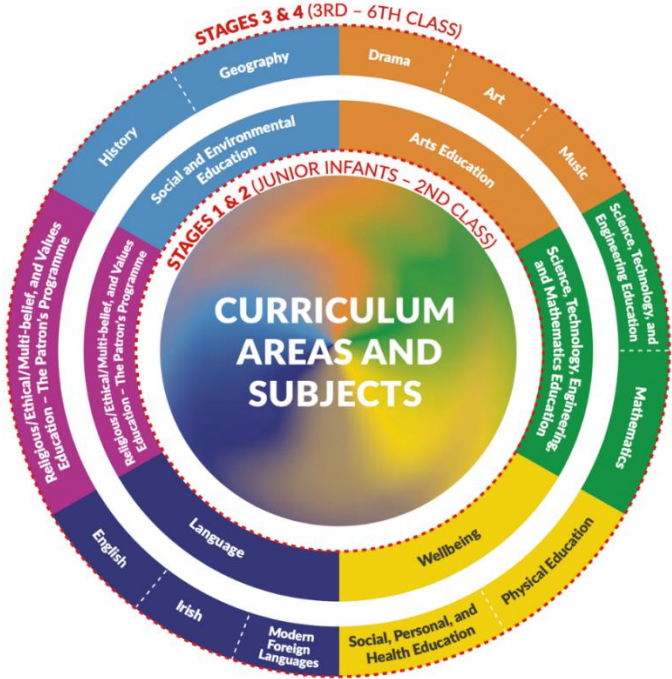 STAGES 3 & 4 (3RD – 6TH CLASS)
Geography
Drama
Art
Music
History
Social and Environmental
Education
Arts Education
STAGES 1 & 2 (JUNIOR INFANTS – 2ND CLASS)
Religious/Ethical/Multi-belief, and Values
Education – The Patron's Programme
Religious/Ethical/Multi-belief, and Values
Education – The Patron's Programme
CURRICULUM
AREAS AND
SUBJECTS
Science, Technology, Engineering,
and Mathematics Education
Science, Technology, and
Engineering Education
Mathematics
Language
Wellbeing
English
Irish
Modern
Foreign
Languages
Social, Personal, and
Health Education
Physical Education